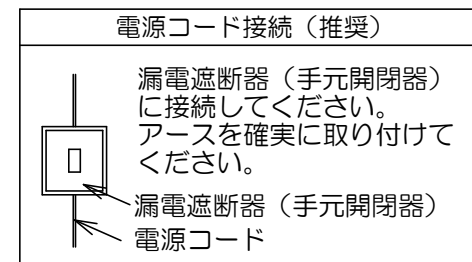 電源コード接続（推奨）
漏電遮断器（手元開閉器）
に接続してください。
アースを確実に取り付けて
ください。
漏電遮断器（手元開閉器）
電源コード